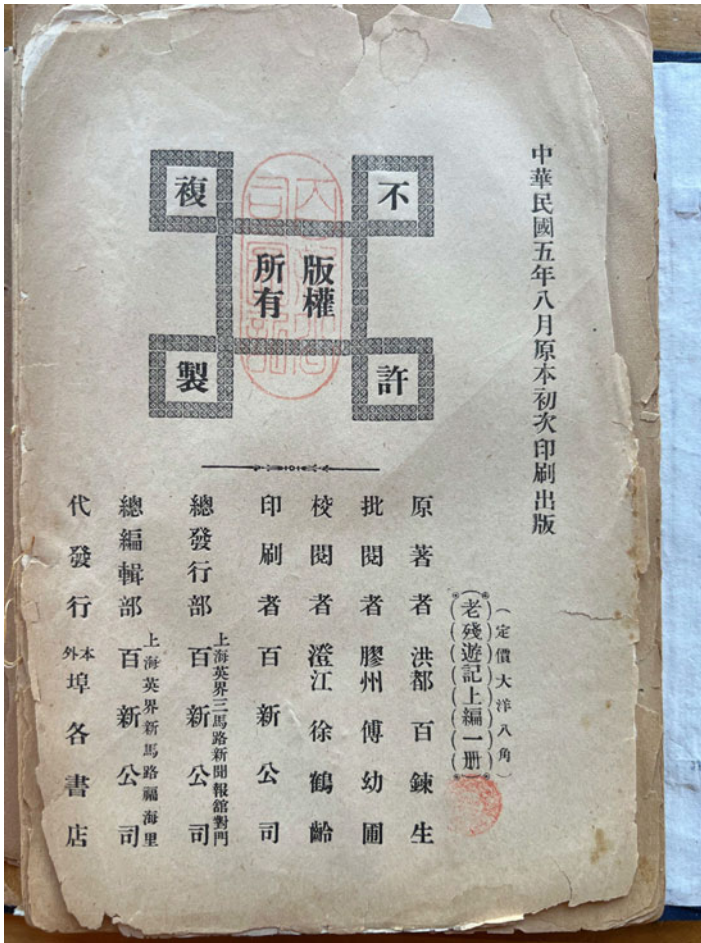 中華民國五年八月原本初次印刷出版
不許
複製
版權
所有
(定價大洋八角)
老殘遊記上編一册
原著者 洪都百鍊生
批閱者 膠州傅幼圃
校閱者 澄江徐鶴齡
印刷者 百新公司
總發行部 上海英界三馬路新聞報館對門 百新公司
總編輯部 上海英界新馬路福海里 百新公司
代發行 本外埠各書店